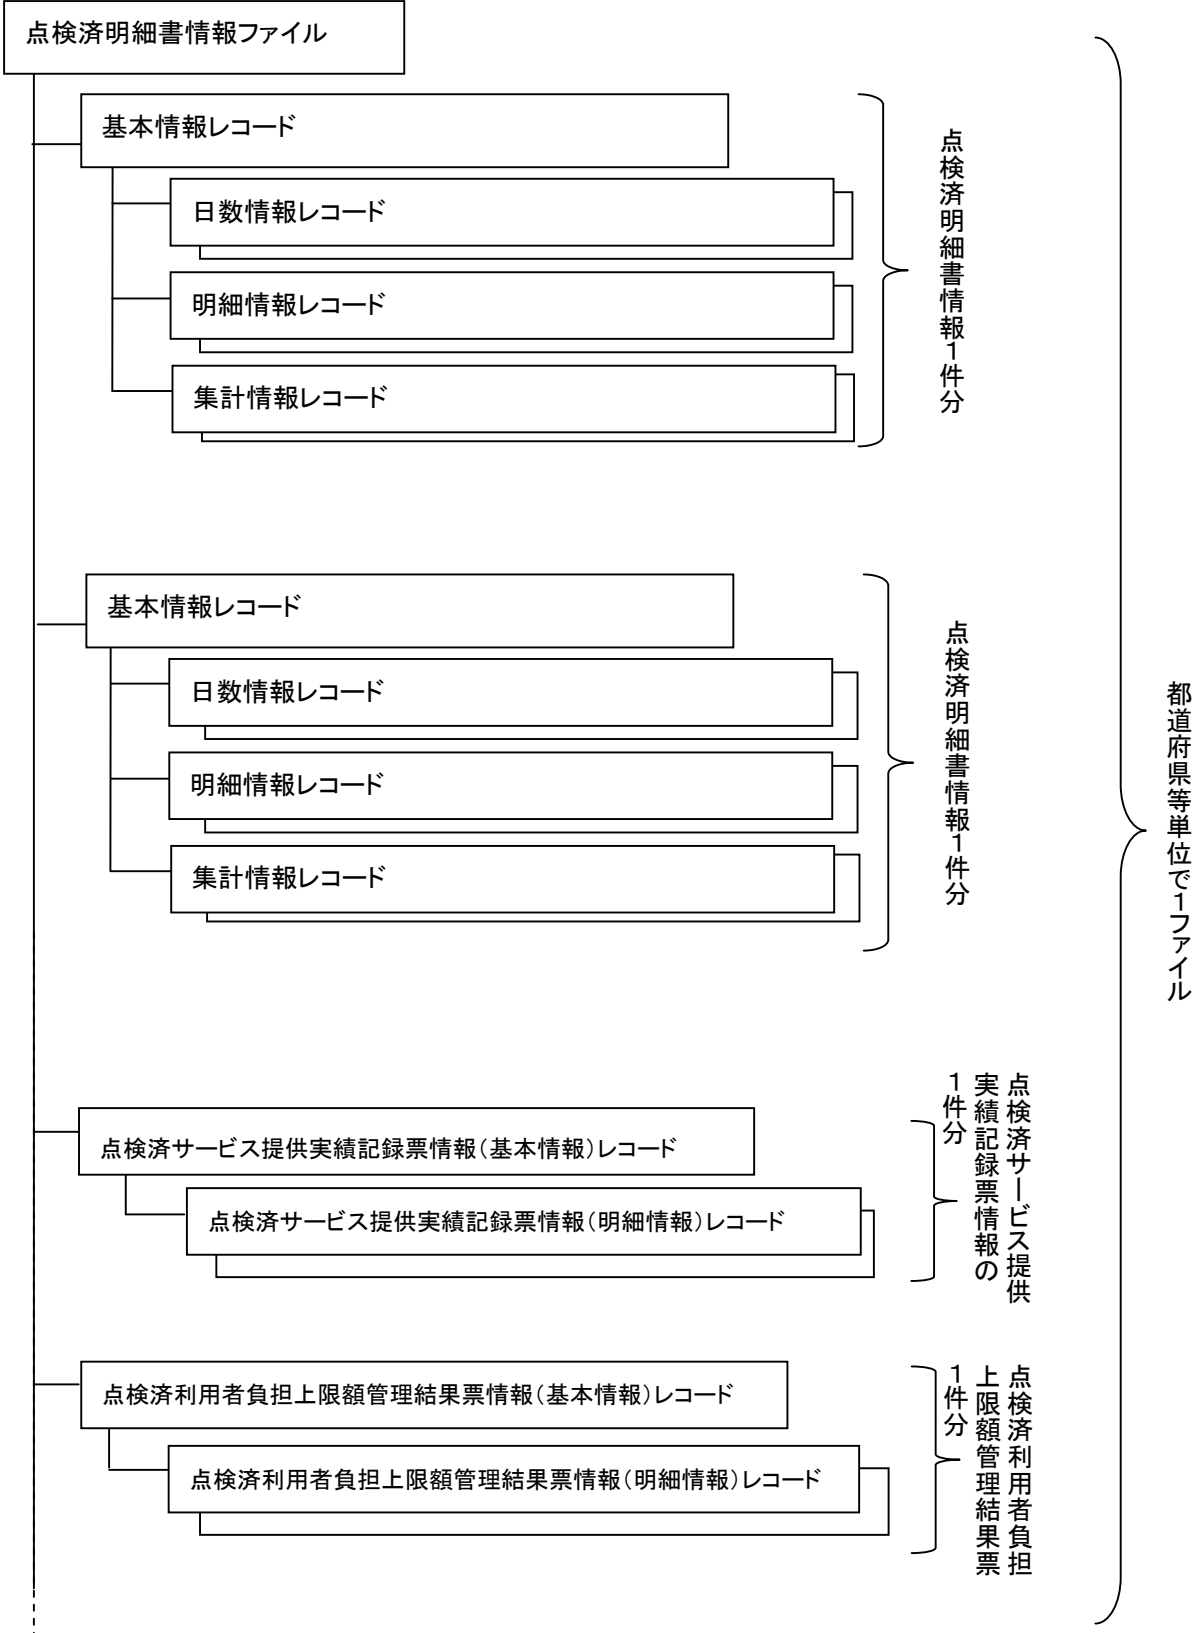 点検済明細書情報ファイル
基本情報レコード
日数情報レコード
明細情報レコード
集計情報レコード
点検済明細書情報1件分
基本情報レコード
日数情報レコード
明細情報レコード
集計情報レコード
点検済明細書情報1件分
点検済サービス提供実績記録票情報(基本情報)レコード
点検済サービス提供実績記録票情報(明細情報)レコード
点検済サービス提供
実績記録票情報の
1件分
点検済利用者負担上限額管理結果票情報(基本情報)レコード
点検済利用者負担上限額管理結果票情報(明細情報)レコード
点検済利用者負担
上限額管理結果票
1件分
都道府県等単位で1ファイル